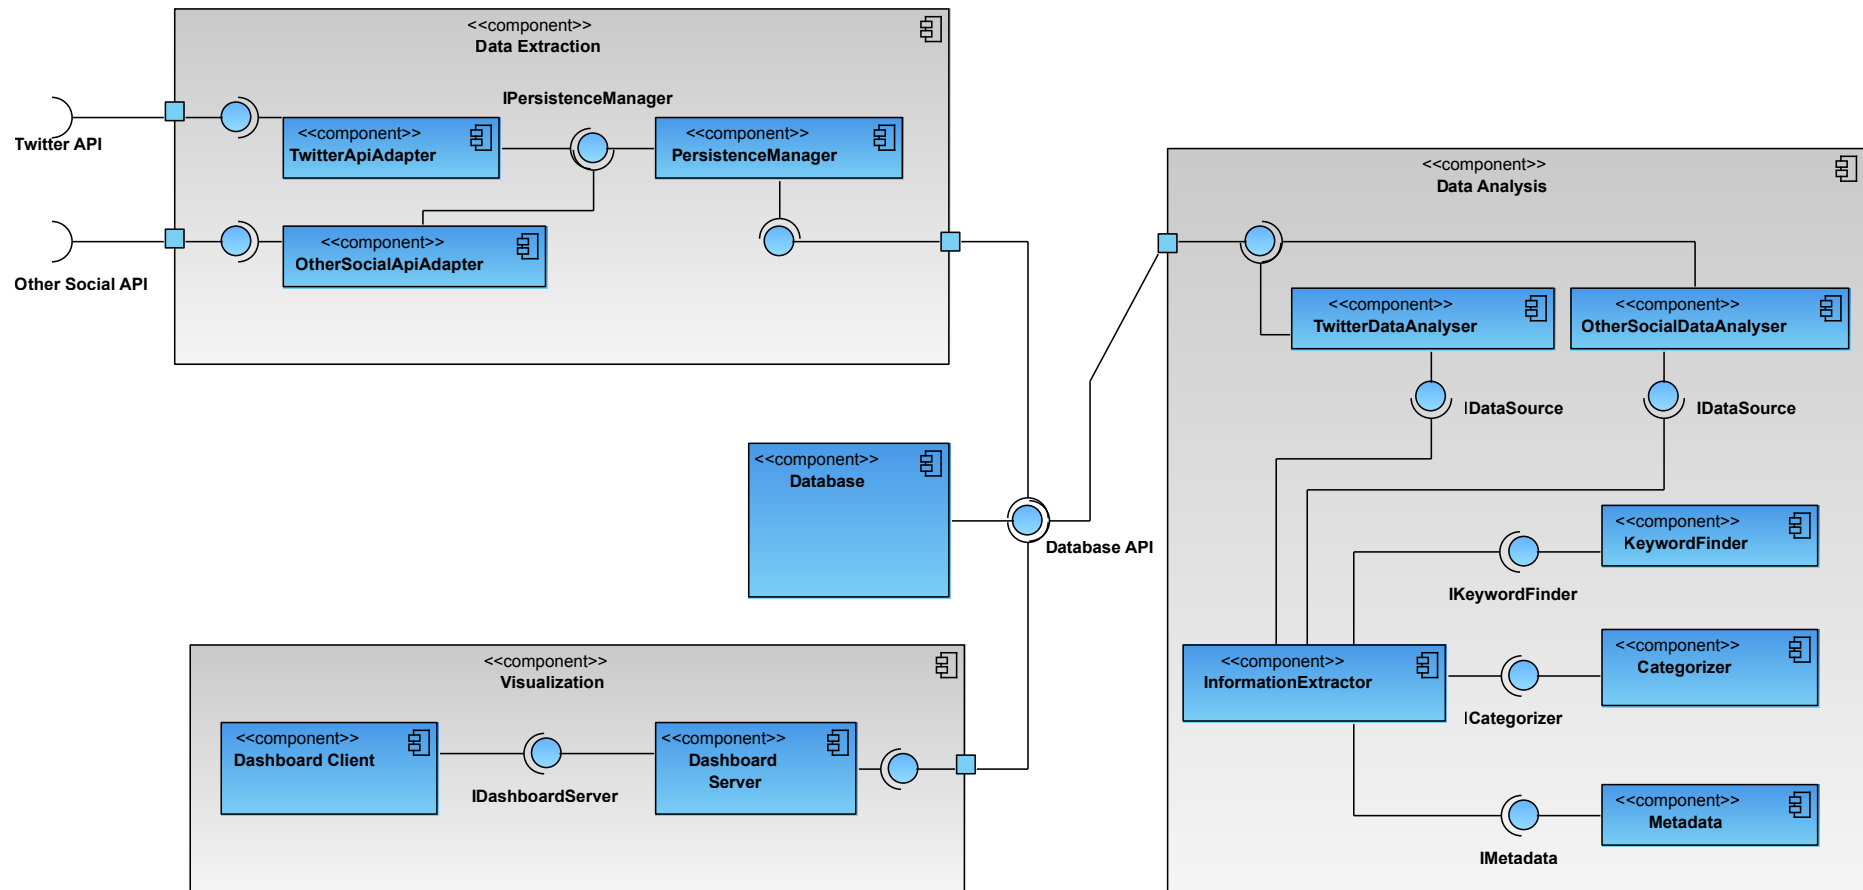 <<component>>
Data Extraction
IPersistenceManager
Twitter API
<<component>>
TwitterApiAdapter
<<component>>
PersistenceManager
Other Social API
<<component>>
OtherSocialApiAdapter
<<component>>
Data Analysis
<<component>>
TwitterDataAnalyser
<<component>>
OtherSocialDataAnalyser
IDataSource
IDataSource
<<component>>
Database
Database API
<<component>>
KeywordFinder
IKeywordFinder
<<component>>
InformationExtractor
<<component>>
Categorizer
ICategorizer
<<component>>
Metadata
IMetadata
<<component>>
Visualization
<<component>>
Dashboard Client
IDashboardServer
<<component>>
Dashboard
Server